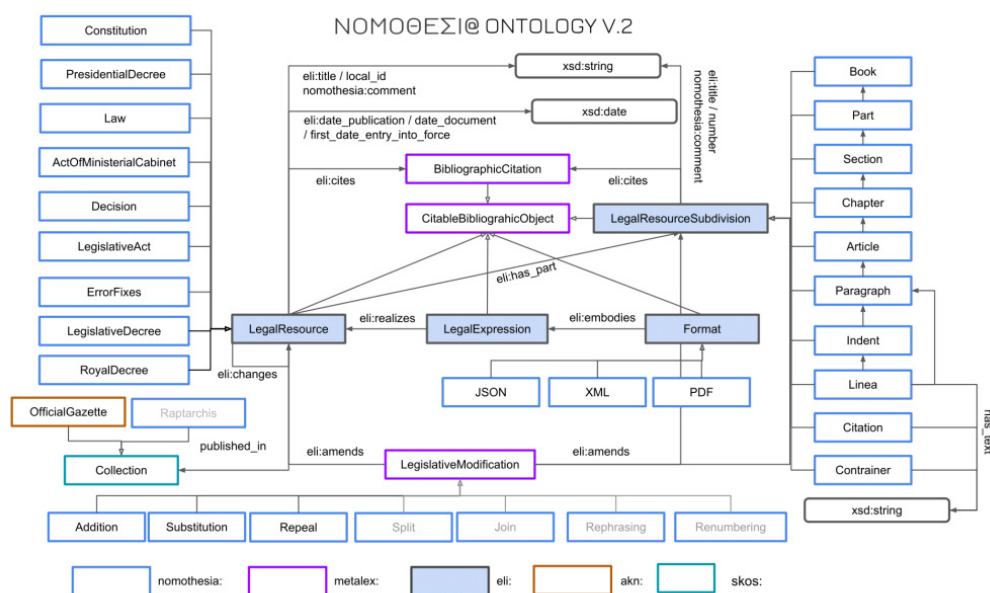 ΝΟΜΟΘΕΣΙ@ ONTOLOGY V.2
Constitution
PresidentialDecree
Law
ActOfMinisterialCabinet
Decision
LegislativeAct
ErrorFixes
LegislativeDecree
RoyalDecree
OfficialGazette
Raptarchis
Collection
published_in
xsd:string
eli:title / local_id
nomothesia:comment
xsd:date
eli:date_publication / date_document
/ first_date_entry_into_force
eli:title / number
nomothesia:comment
BibliographicCitation
eli:cites
eli:cites
CitableBibliograhicObject
LegalResourceSubdivision
eli:has_part
LegalResource
eli:realizes
LegalExpression
eli:embodies
Format
eli:changes
JSON
XML
PDF
eli:amends
LegislativeModification
eli:amends
Addition
Substitution
Repeal
Split
Join
Rephrasing
Renumbering
Book
Part
Section
Chapter
Article
Paragraph
Indent
Linea
Citation
Contrainer
has_text
xsd:string
nomothesia:
metalex:
eli:
akn:
skos: